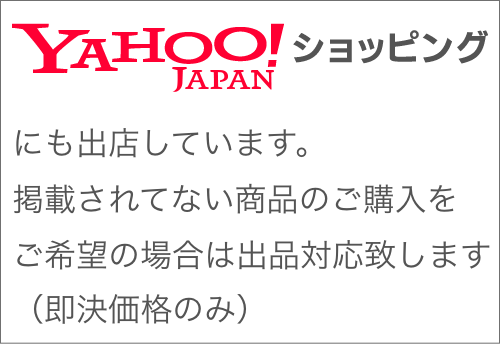 YAHOO! ショッピング
JAPAN
にも出店しています。
掲載されてない商品のご購入を
ご希望の場合は出品対応致します
（即決価格のみ）